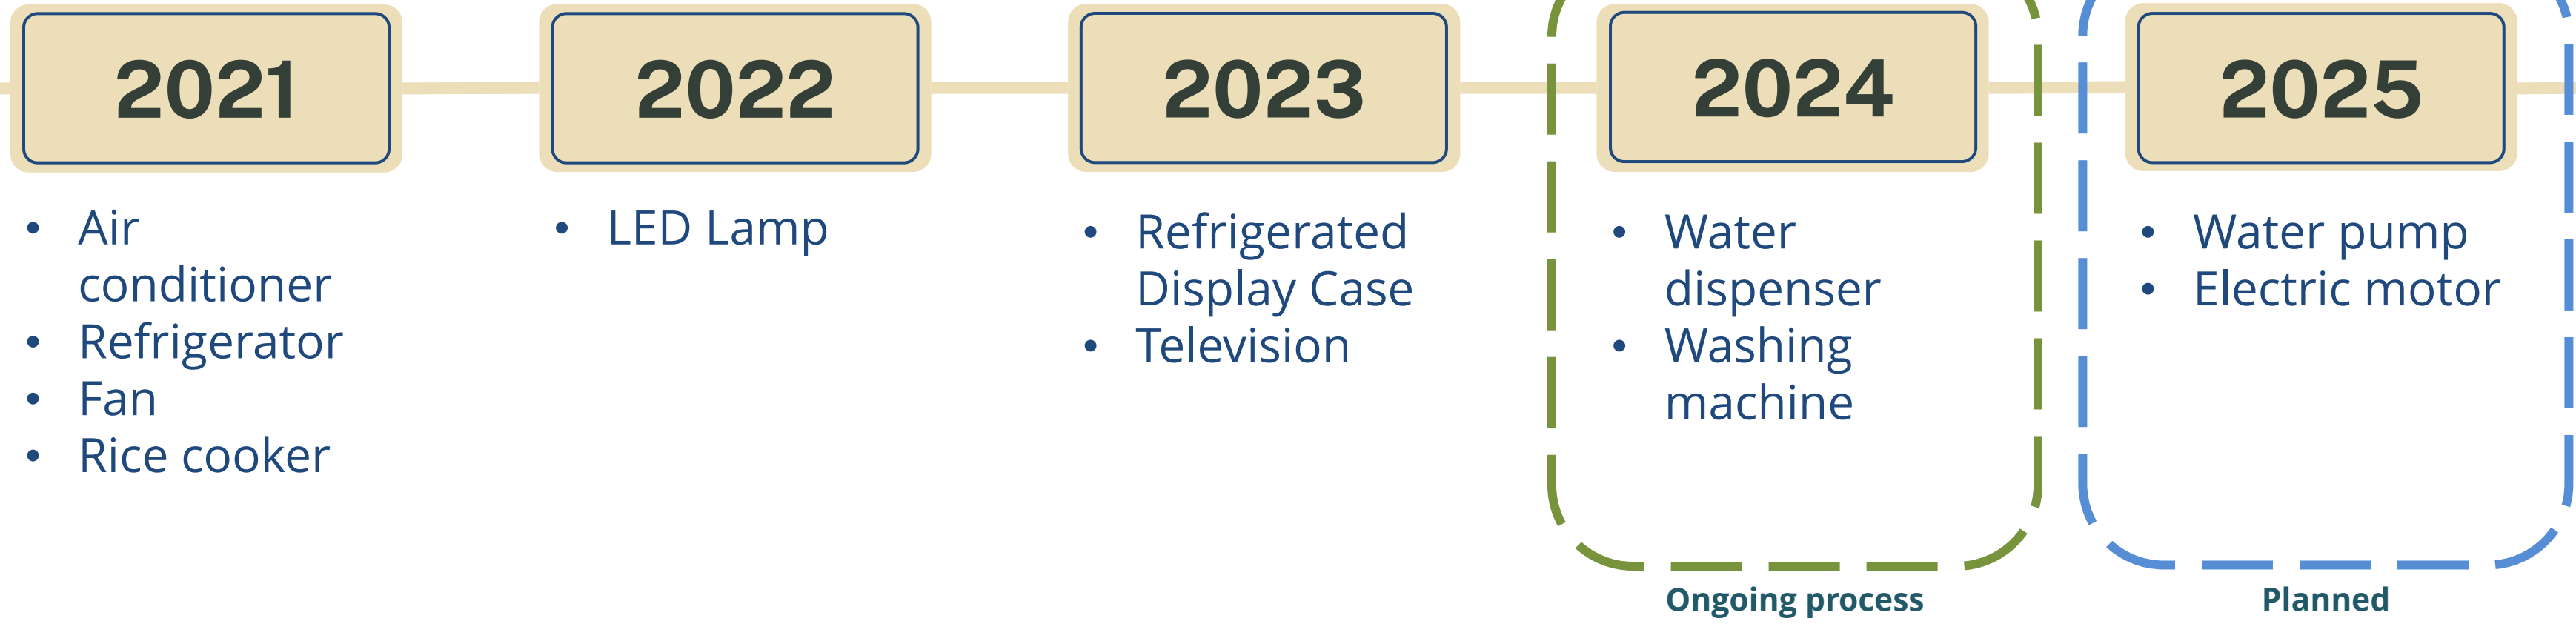 2021
• Air
conditioner
• Refrigerator
• Fan
• Rice cooker
2022
• LED Lamp
2023
• Refrigerated
Display Case
• Television
2024
• Water
dispenser
• Washing
machine
Ongoing process
2025
• Water pump
• Electric motor
Planned